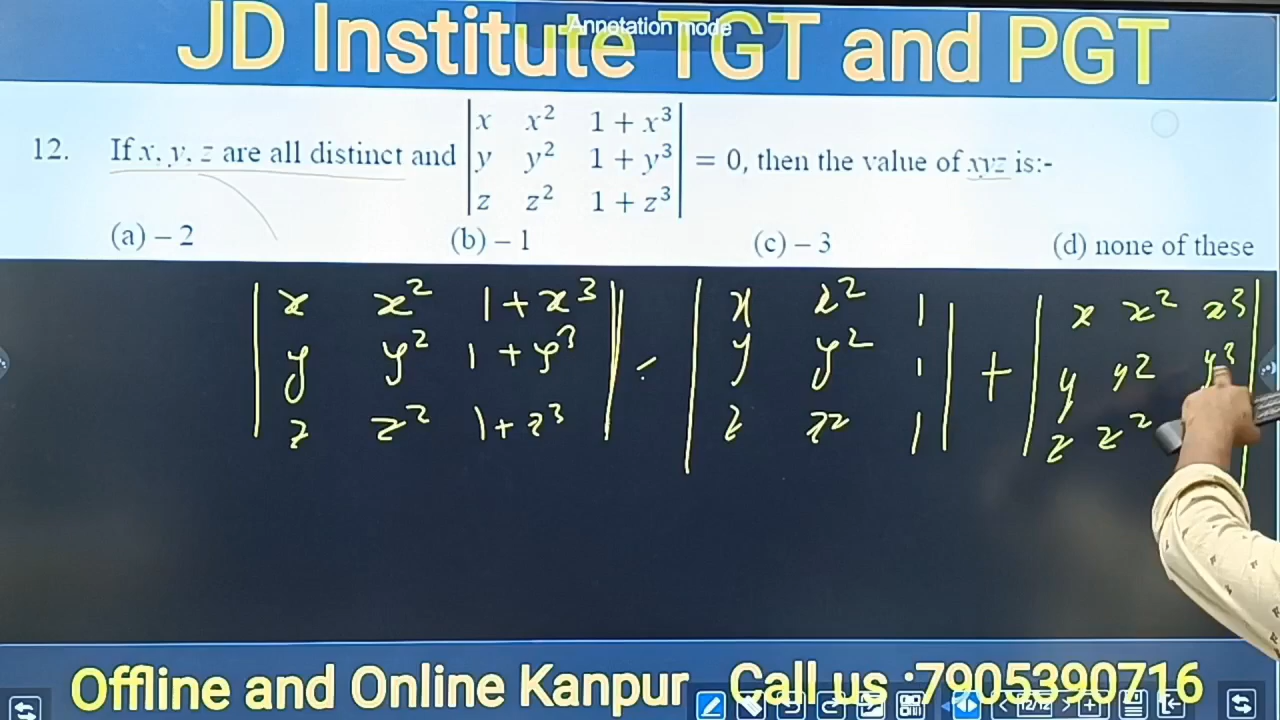 Annotation mode
JD Institute TGT and PGT
12. If x, y, z are all distinct and |x x² 1 + x³| = 0, then the value of xyz is:-
|y y² 1 + y³|
|z z² 1 + z³|
(a) – 2 (b) – 1 (c) – 3 (d) none of these
|x x² 1+x³| |x x² 1| |x x² x³|
|y y² 1+y³| = |y y² 1| + |y y² y³|
|z z² 1+z³| |z z² 1| |z z²
Offline and Online Kanpur Call us :7905390716
12/12